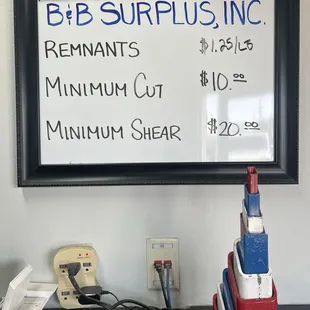 B&B SURPLUS, INC.
REMNANTS $1.25/LB
MINIMUM CUT $10.00
MINIMUM SHEAR $20.00